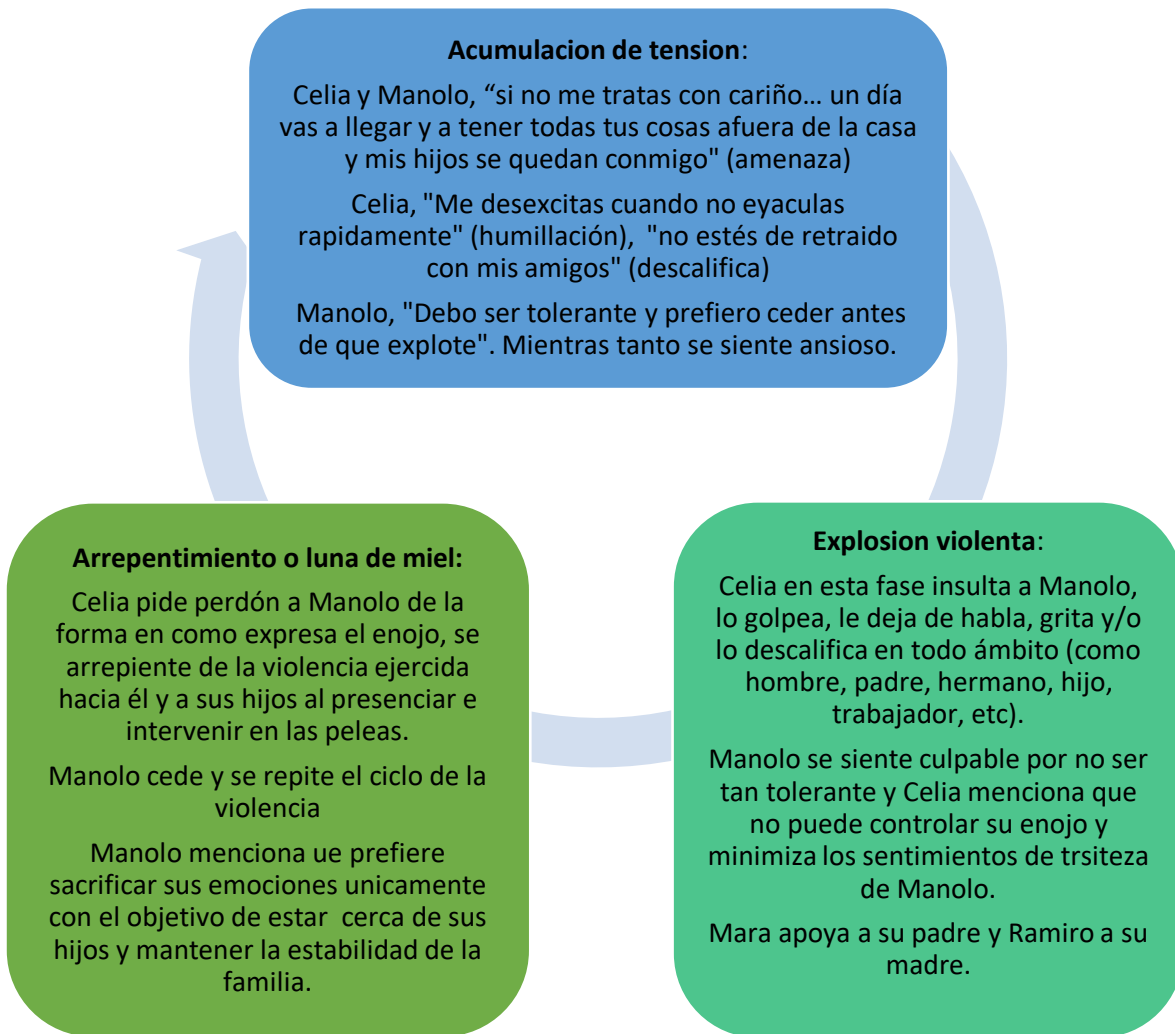 Acumulacion de tension:
Celia y Manolo, “si no me tratas con cariño... un día
vas a llegar y a tener todas tus cosas afuera de la casa
y mis hijos se quedan conmigo" (amenaza)
Celia, "Me desexcitas cuando no eyaculas
rapidamente" (humillación), "no estés de retraido
con mis amigos" (descalifica)
Manolo, "Debo ser tolerante y prefiero ceder antes
de que explote". Mientras tanto se siente ansioso.
Explosion violenta:
Celia en esta fase insulta a Manolo,
lo golpea, le deja de habla, grita y/o
lo descalifica en todo ámbito (como
hombre, padre, hermano, hijo,
trabajador, etc).
Manolo se siente culpable por no ser
tan tolerante y Celia menciona que
no puede controlar su enojo y
minimiza los sentimientos de trsiteza
de Manolo.
Mara apoya a su padre y Ramiro a su
madre.
Arrepentimiento o luna de miel:
Celia pide perdón a Manolo de la
forma en como expresa el enojo, se
arrepiente de la violencia ejercida
hacia él y a sus hijos al presenciar e
intervenir en las peleas.
Manolo cede y se repite el ciclo de la
violencia
Manolo menciona ue prefiere
sacrificar sus emociones unicamente
con el objetivo de estar cerca de sus
hijos y mantener la estabilidad de la
familia.